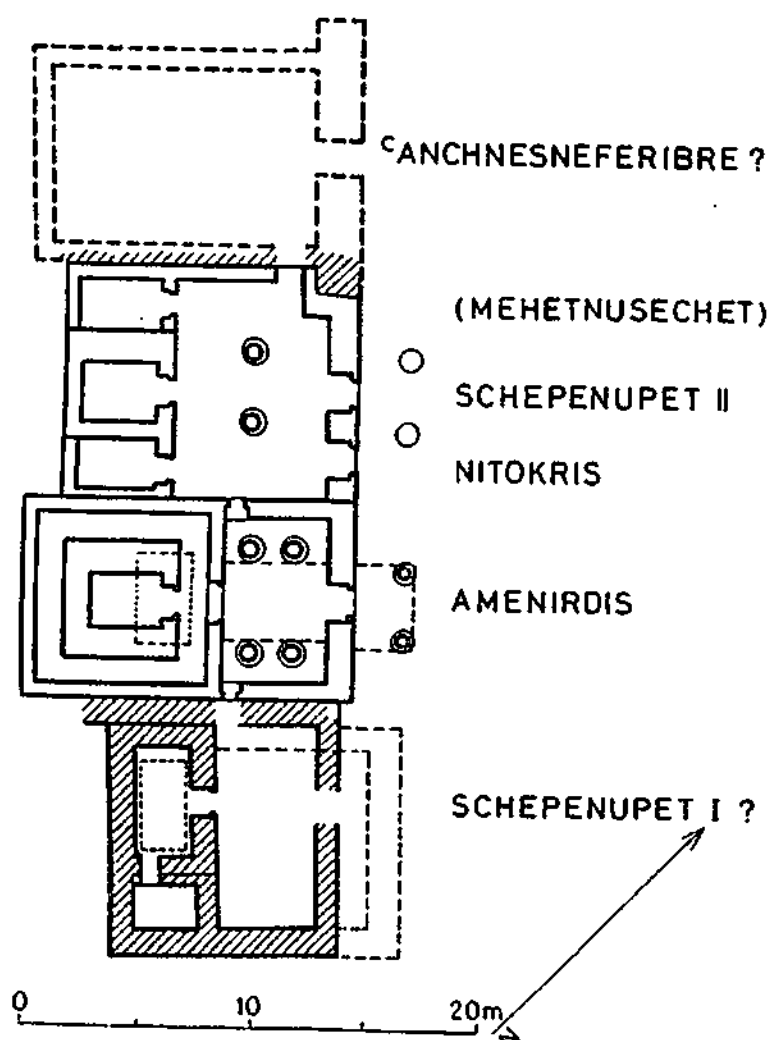 ᶜANCHNESNEFERIBRE ?
(MEHETNUSECHET)
SCHEPENUPET II
NITOKRIS
AMENIRDIS
SCHEPENUPET I ?
0 10 20m